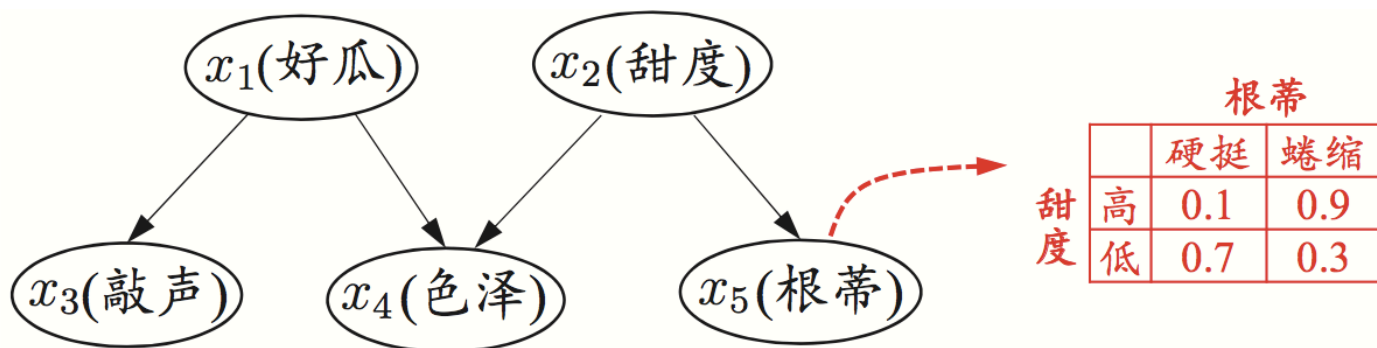 x₁(好瓜) x₂(甜度)
x₃(敲声) x₄(色泽) x₅(根蒂)
根蒂
硬挺 蜷缩
甜度
高 0.1 0.9
低 0.7 0.3